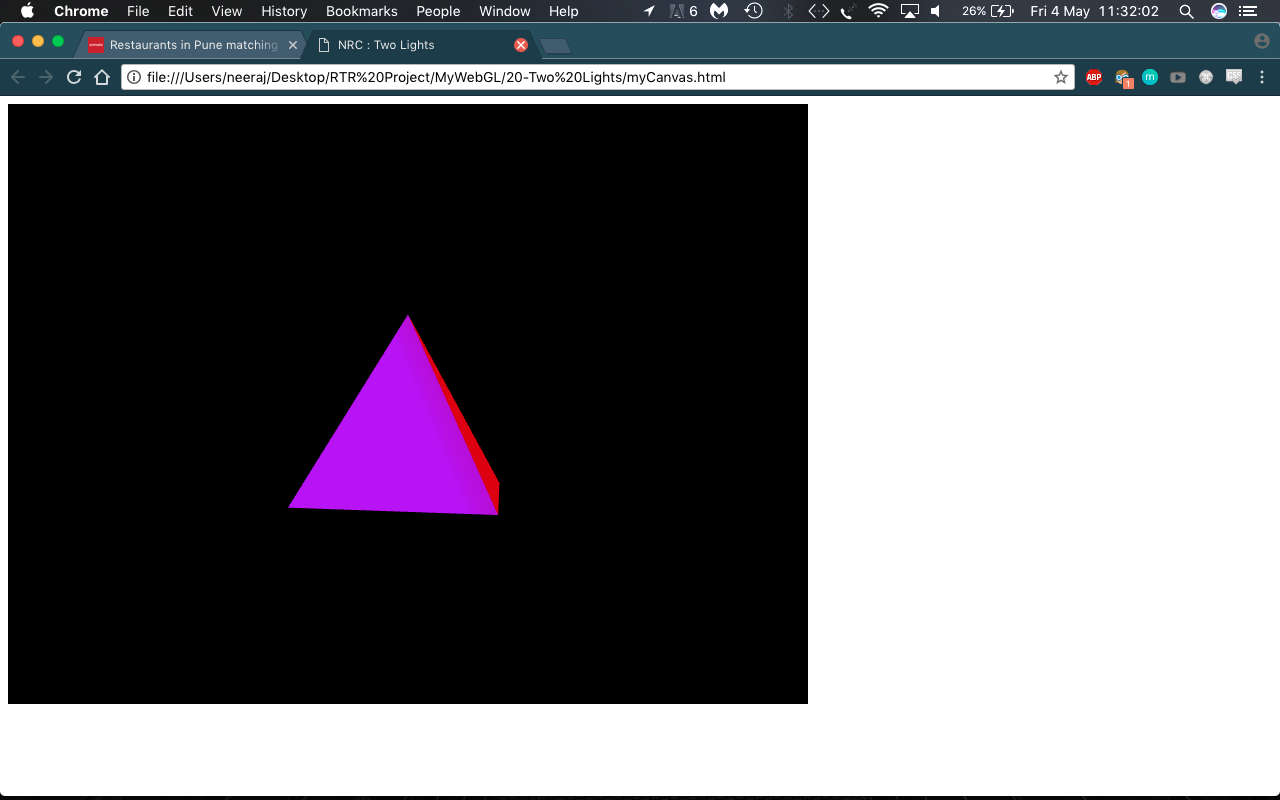 Chrome File Edit View History Bookmarks People Window Help 6 26% Fri 4 May 11:32:02
Restaurants in Pune matching NRC : Two Lights
file:///Users/neeraj/Desktop/RTR%20Project/MyWebGL/20-Two%20Lights/myCanvas.html ABP 1 m CSP